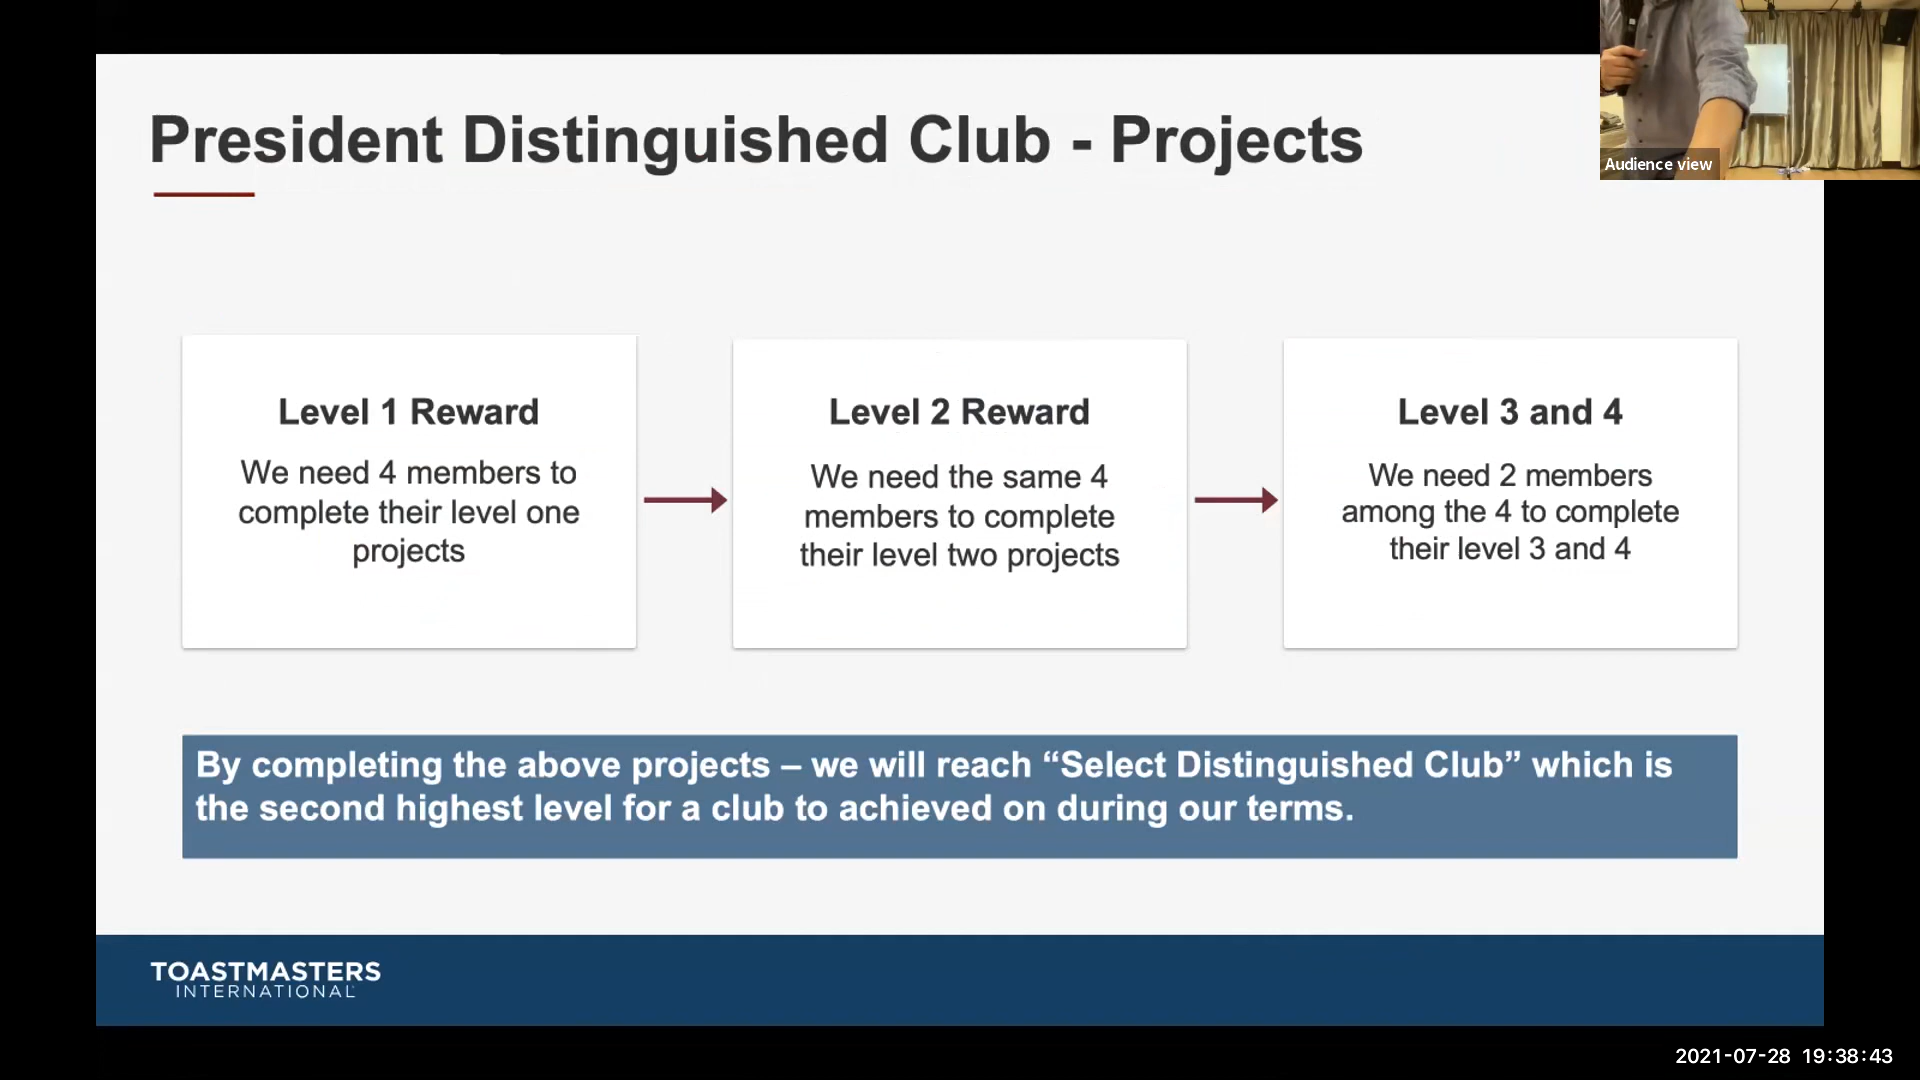 President Distinguished Club - Projects
Audience view
Level 1 Reward
We need 4 members to
complete their level one
projects
Level 2 Reward
We need the same 4
members to complete
their level two projects
Level 3 and 4
We need 2 members
among the 4 to complete
their level 3 and 4
By completing the above projects – we will reach “Select Distinguished Club” which is
the second highest level for a club to achieved on during our terms.
TOASTMASTERS
INTERNATIONAL
2021-07-28 19:38:43